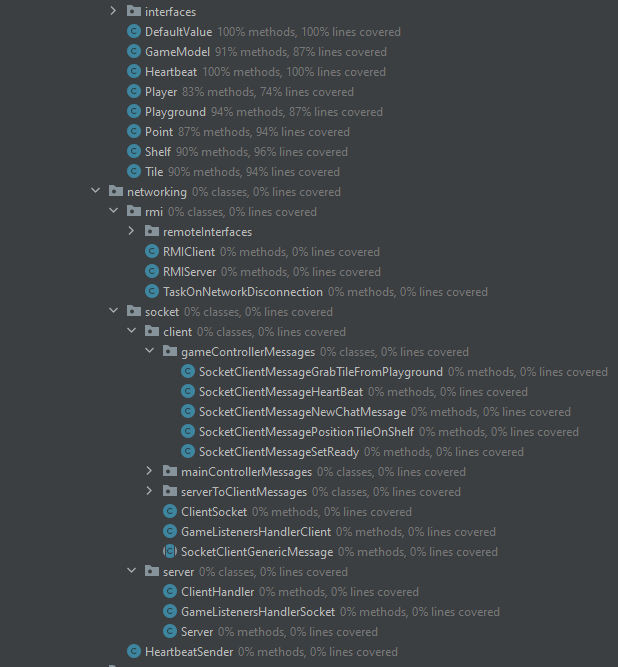 interfaces
DefaultValue 100% methods, 100% lines covered
GameModel 91% methods, 87% lines covered
Heartbeat 100% methods, 100% lines covered
Player 83% methods, 74% lines covered
Playground 94% methods, 87% lines covered
Point 87% methods, 94% lines covered
Shelf 90% methods, 96% lines covered
Tile 90% methods, 94% lines covered
networking 0% classes, 0% lines covered
rmi 0% classes, 0% lines covered
remoteInterfaces
RMIClient 0% methods, 0% lines covered
RMIServer 0% methods, 0% lines covered
TaskOnNetworkDisconnection 0% methods, 0% lines covered
socket 0% classes, 0% lines covered
client 0% classes, 0% lines covered
gameControllerMessages 0% classes, 0% lines covered
SocketClientMessageGrabTileFromPlayground 0% methods, 0% lines covered
SocketClientMessageHeartBeat 0% methods, 0% lines covered
SocketClientMessageNewChatMessage 0% methods, 0% lines covered
SocketClientMessagePositionTileOnShelf 0% methods, 0% lines covered
SocketClientMessageSetReady 0% methods, 0% lines covered
mainControllerMessages 0% classes, 0% lines covered
serverToClientMessages 0% classes, 0% lines covered
ClientSocket 0% methods, 0% lines covered
GameListenersHandlerClient 0% methods, 0% lines covered
SocketClientGenericMessage 0% methods, 0% lines covered
server 0% classes, 0% lines covered
ClientHandler 0% methods, 0% lines covered
GameListenersHandlerSocket 0% methods, 0% lines covered
Server 0% methods, 0% lines covered
HeartbeatSender 0% methods, 0% lines covered